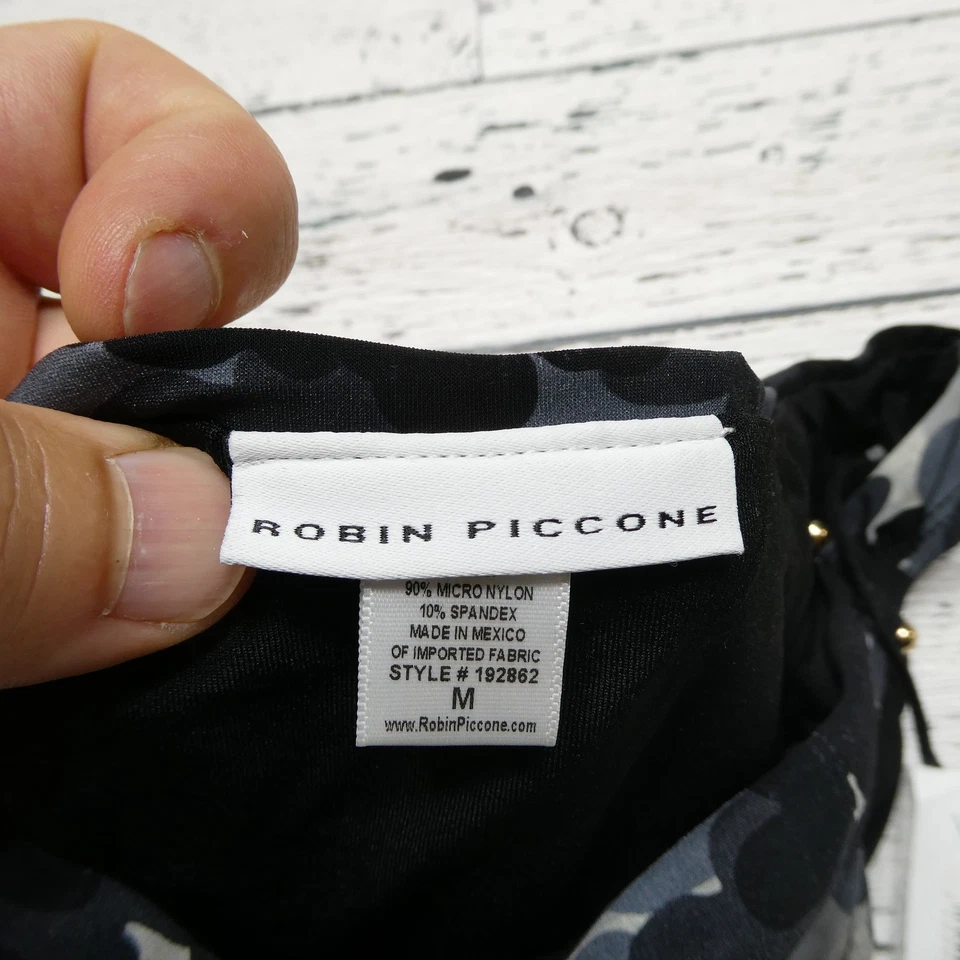 ROBIN PICCONE
90% MICRO NYLON
10% SPANDEX
MADE IN MEXICO
OF IMPORTED FABRIC
STYLE # 192862
M
www.RobinPiccone.com